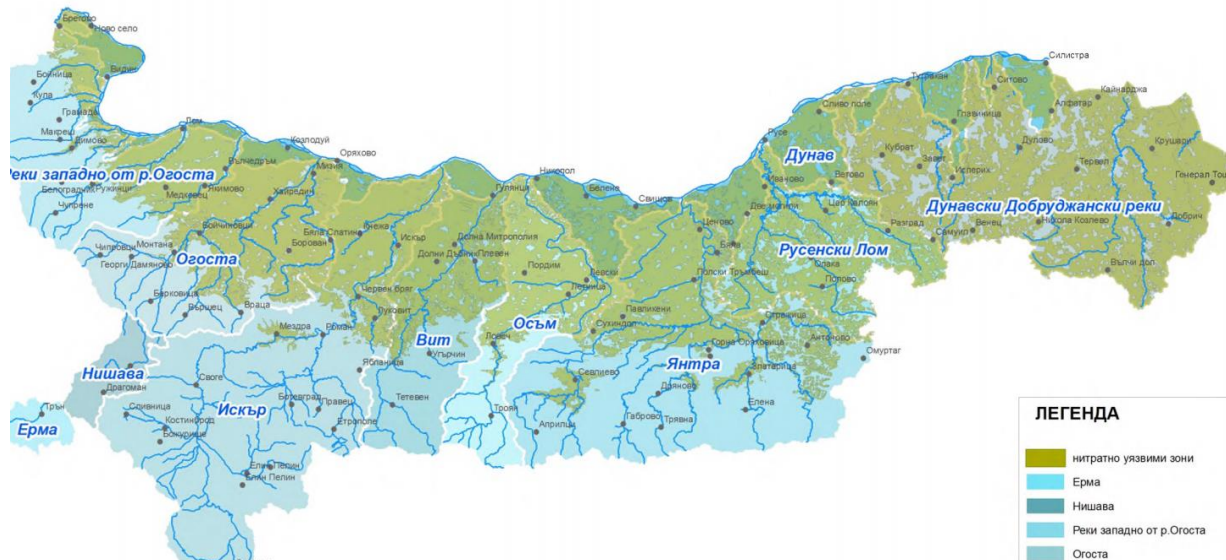 Брегово
Ново село
Видин
Бойница
Кула
Грамада
Макреш
Димово
Лом
Козлодуй
Оряхово
Вълчедръм
Мизия
Реки западно от р.Огоста
Ружинци
Медковец
Якимово
Хайредин
Чупрене
Бойчиновци
Бяла Слатина
Борован
Кнежа
Искър
Чипровци
Монтана
Георги Дамяново
Огоста
Берковица
Вършец
Враца
Долна Митрополия
Плевен
Гулянци
Никопол
Белене
Свищов
Пордим
Левски
Летница
Червен бряг
Луковит
Мездра
Роман
Вит
Осъм
Угърчин
Ловеч
Ябланица
Сухиндол
Павликени
Полски Тръмбеш
Ценово
Бяла
Две могили
Иваново
Русе
Сливо поле
Тутракан
Силистра
Ситово
Кайнарджа
Алфатар
Главиница
Дулово
Крушари
Кубрат
Завет
Исперих
Тервел
Генерал Тош
Дунав
Ветово
Цар Калоян
Дунавски Добруджански реки
Никола Козлево
Добрич
Разград
Самуил
Венец
Вълчи дол
Русенски Лом
Опака
Попово
Стражица
Антоново
Омуртаг
Горна Оряховица
Златарица
Янтра
Севлиево
Дряново
Елена
Габрово
Трявна
Априлци
Троян
Тетевен
Нишава
Драгоман
Своге
Искър
Ботевград
Правец
Етрополе
Сливница
Костинброд
Божурище
Трън
Ерма
Елин Пелин
Елин Пелин
ЛЕГЕНДА
нитратно уязвими зони
Ерма
Нишава
Реки западно от р.Огоста
Огоста